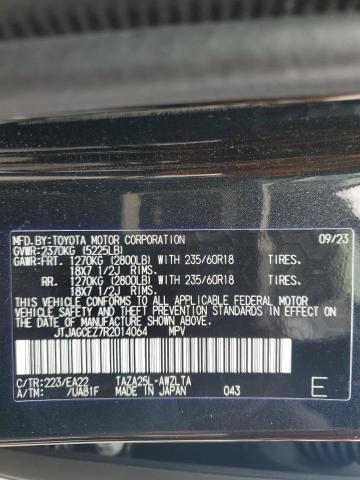 MFD.BY:TOYOTA MOTOR CORPORATION 09/23
GVWR:2370KG (5225LB)
GAWR:FRT. 1270KG (2800LB) WITH 235/60R18 TIRES.
18X7 1/2J RIMS.
RR. 1270KG (2800LB) WITH 235/60R18 TIRES.
18X7 1/2J RIMS.
THIS VEHICLE CONFORMS TO ALL APPLICABLE FEDERAL MOTOR
VEHICLE SAFETY, BUMPER, AND THEFT PREVENTION STANDARDS
IN EFFECT ON THE DATE OF MANUFACTURE SHOWN ABOVE.
JTJAGCEZ7R2014064 MPV
C/TR:223/EA22 TAZA25L-AWZLTA
A/TM: /UA81F MADE IN JAPAN 043 E